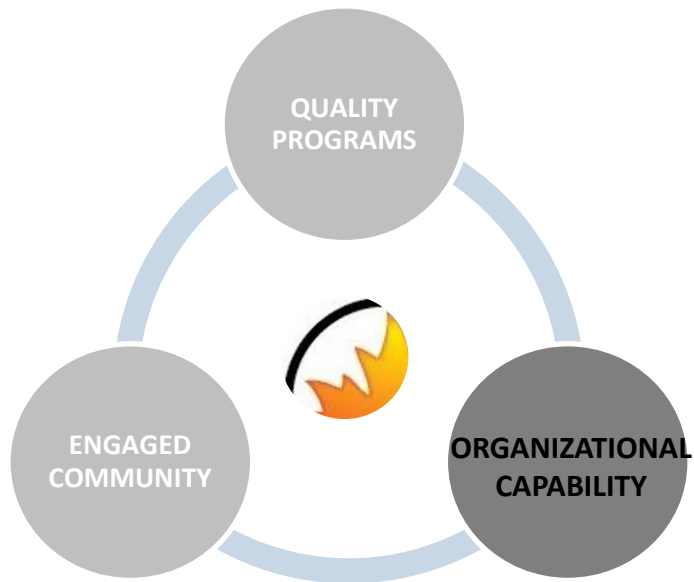 QUALITY
PROGRAMS
ENGAGED
COMMUNITY
ORGANIZATIONAL
CAPABILITY